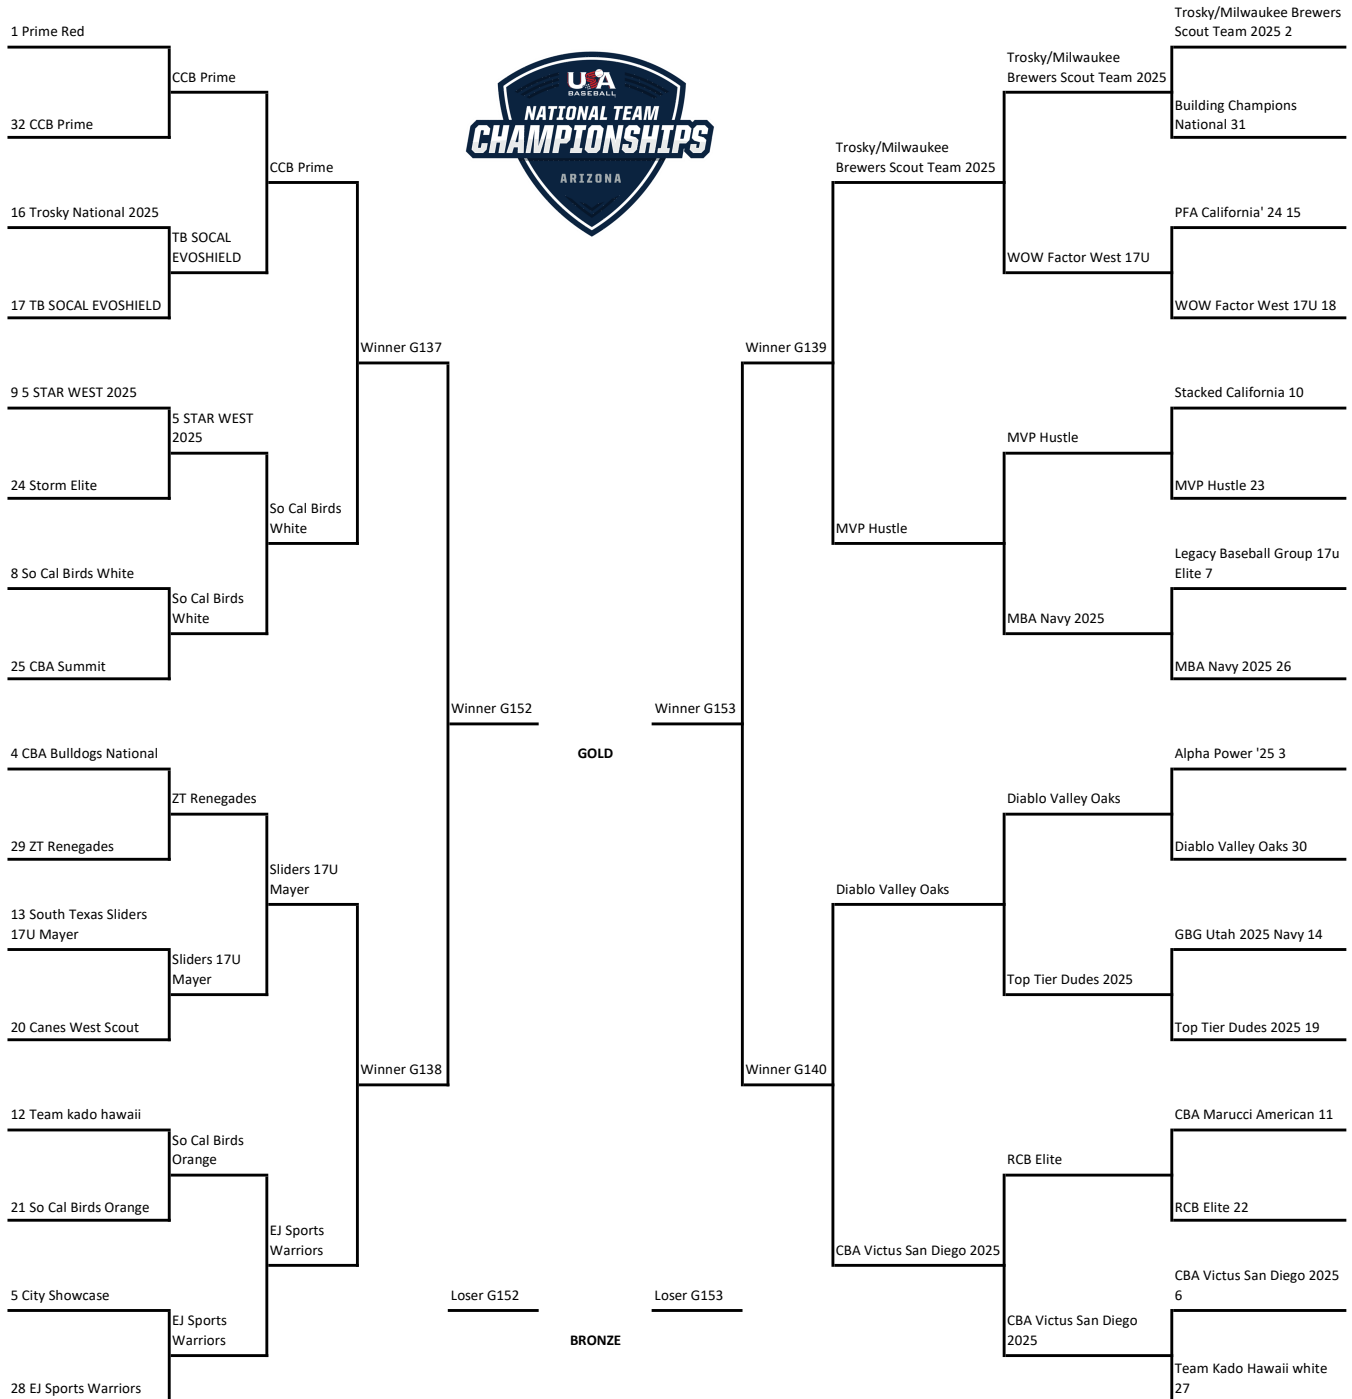 Trosky/Milwaukee Brewers
Scout Team 2025 2
1 Prime Red
Trosky/Milwaukee
Brewers Scout Team 2025
CCB Prime
USA
BASEBALL
NATIONAL TEAM
CHAMPIONSHIPS
ARIZONA
Building Champions
National 31
32 CCB Prime
Trosky/Milwaukee
Brewers Scout Team 2025
CCB Prime
16 Trosky National 2025
PFA California' 24 15
TB SOCAL
EVOSHIELD
WOW Factor West 17U
17 TB SOCAL EVOSHIELD
WOW Factor West 17U 18
Winner G137
Winner G139
9 5 STAR WEST 2025
Stacked California 10
5 STAR WEST
2025
MVP Hustle
24 Storm Elite
MVP Hustle 23
So Cal Birds
White
MVP Hustle
Legacy Baseball Group 17u
Elite 7
8 So Cal Birds White
So Cal Birds
White
MBA Navy 2025
25 CBA Summit
MBA Navy 2025 26
Winner G152
Winner G153
GOLD
4 CBA Bulldogs National
Alpha Power '25 3
ZT Renegades
Diablo Valley Oaks
29 ZT Renegades
Diablo Valley Oaks 30
Sliders 17U
Mayer
Diablo Valley Oaks
13 South Texas Sliders
17U Mayer
GBG Utah 2025 Navy 14
Sliders 17U
Mayer
Top Tier Dudes 2025
20 Canes West Scout
Top Tier Dudes 2025 19
Winner G138
Winner G140
12 Team kado hawaii
CBA Marucci American 11
So Cal Birds
Orange
RCB Elite
21 So Cal Birds Orange
RCB Elite 22
EJ Sports
Warriors
CBA Victus San Diego 2025
CBA Victus San Diego 2025
6
5 City Showcase
Loser G152
Loser G153
EJ Sports
Warriors
BRONZE
CBA Victus San Diego
2025
Team Kado Hawaii white
27
28 EJ Sports Warriors